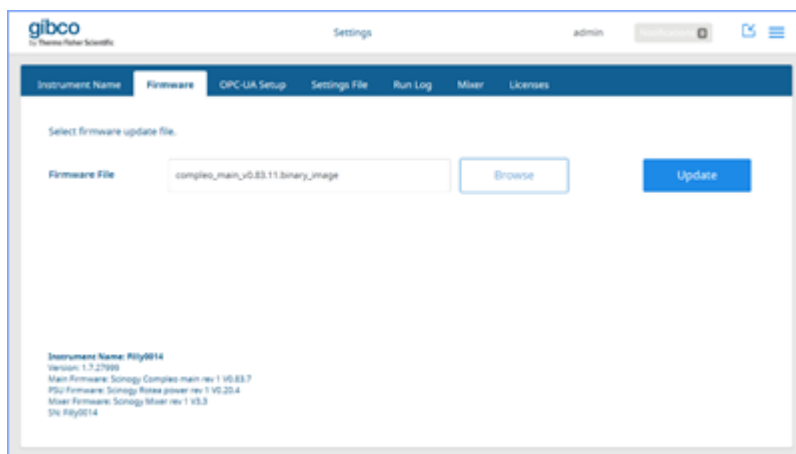 gibco
by Thermo Fisher Scientific
Settings
admin
Notifications 0
Instrument Name Firmware OPC-UA Setup Settings File Run Log Mixer Licenses
Select firmware update file.
Firmware File compleo_main_v0.83.11.binary_image Browse Update
Instrument Name: Filly0014
Version: 1.7.27999
Main Firmware: Scinogy Compleo main rev 1 V0.83.7
PSU Firmware: Scinogy Rotea power rev 1 V0.20.4
Mixer Firmware: Scinogy Mixer rev 1 V3.3
SN: Filly0014